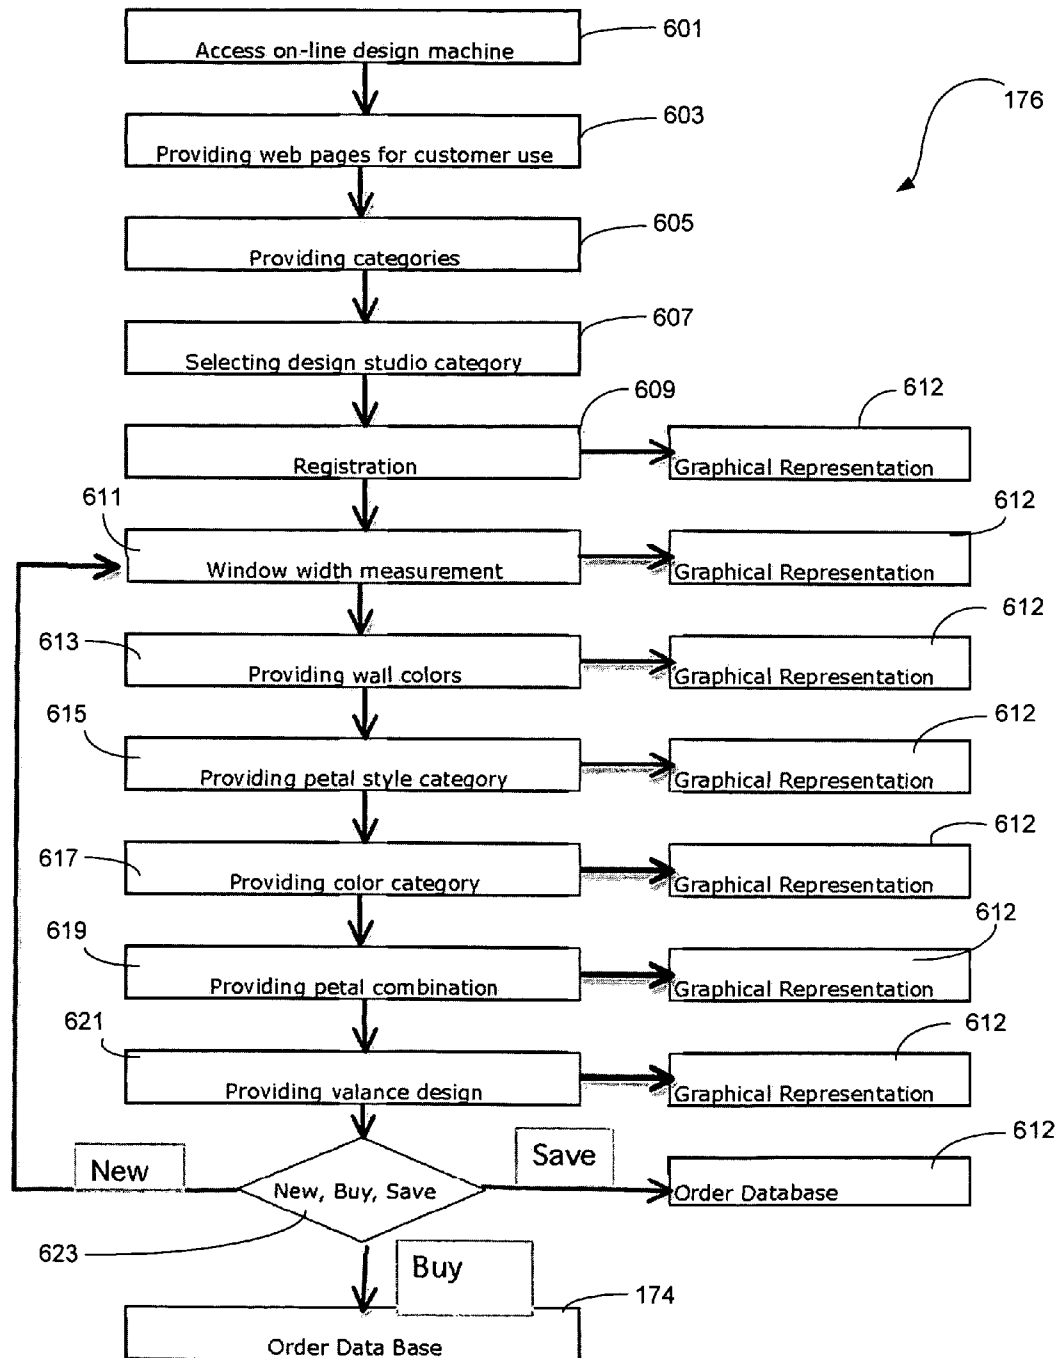 601
Access on-line design machine
176
603
Providing web pages for customer use
605
Providing categories
607
Selecting design studio category
609
612
Registration
Graphical Representation
611
612
Window width measurement
Graphical Representation
612
613
Providing wall colors
Graphical Representation
615
612
Providing petal style category
Graphical Representation
612
617
Providing color category
Graphical Representation
612
619
Providing petal combination
Graphical Representation
621
612
Providing valance design
Graphical Representation
612
New
Save
New, Buy, Save
Order Database
623
Buy
174
Order Data Base